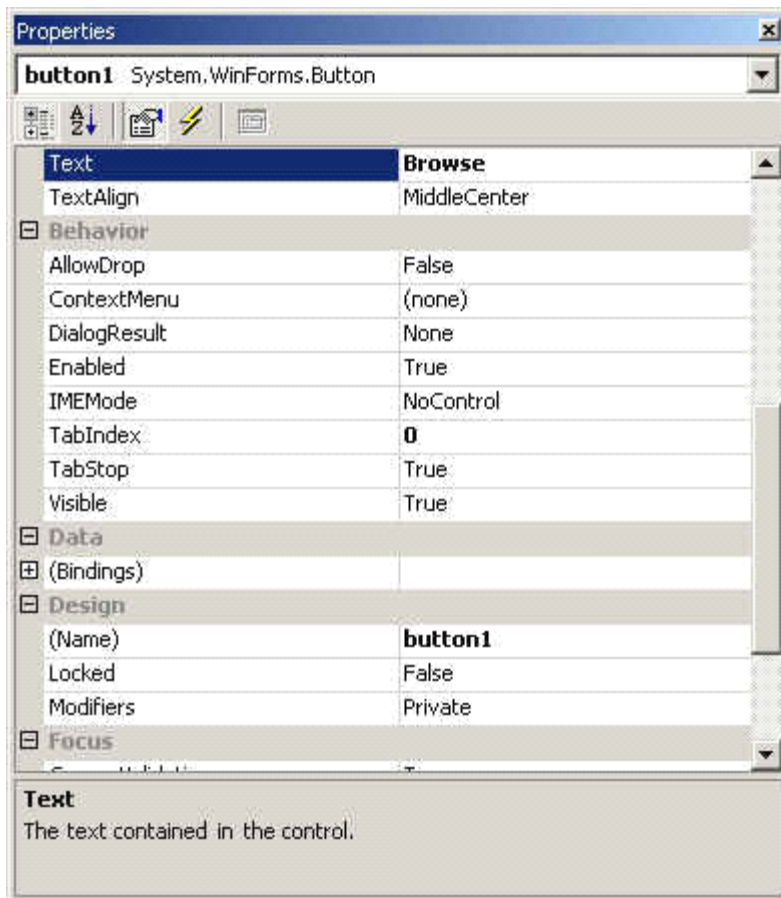 Properties
button1 System.WinForms.Button
Text Browse
TextAlign MiddleCenter
Behavior
AllowDrop False
ContextMenu (none)
DialogResult None
Enabled True
IMEMode NoControl
TabIndex 0
TabStop True
Visible True
Data
(Bindings)
Design
(Name) button1
Locked False
Modifiers Private
Focus
Text
The text contained in the control.